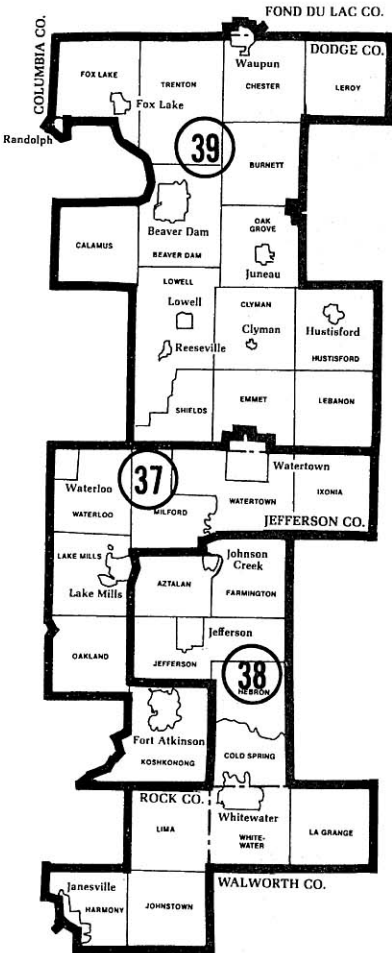 FOND DU LAC CO.
COLUMBIA CO.
DODGE CO.
Waupun
FOX LAKE
TRENTON
CHESTER
LEROY
Fox Lake
Randolph
39
BURNETT
Beaver Dam
OAK
GROVE
CALAMUS
BEAVER DAM
Juneau
LOWELL
Lowell
CLYMAN
Clyman
Hustisford
Reeseville
HUSTISFORD
SHIELDS
EMMET
LEBANON
Waterloo
37
Watertown
WATERLOO
MILFORD
WATERTOWN
IXONIA
JEFFERSON CO.
LAKE MILLS
Johnson
Creek
Lake Mills
AZTALAN
FARMINGTON
Jefferson
OAKLAND
JEFFERSON
38
HEBRON
Fort Atkinson
KOSHKONONG
COLD SPRING
ROCK CO.
Whitewater
LIMA
WHITE-
WATER
LA GRANGE
WALWORTH CO.
Janesville
HARMONY
JOHNSTOWN